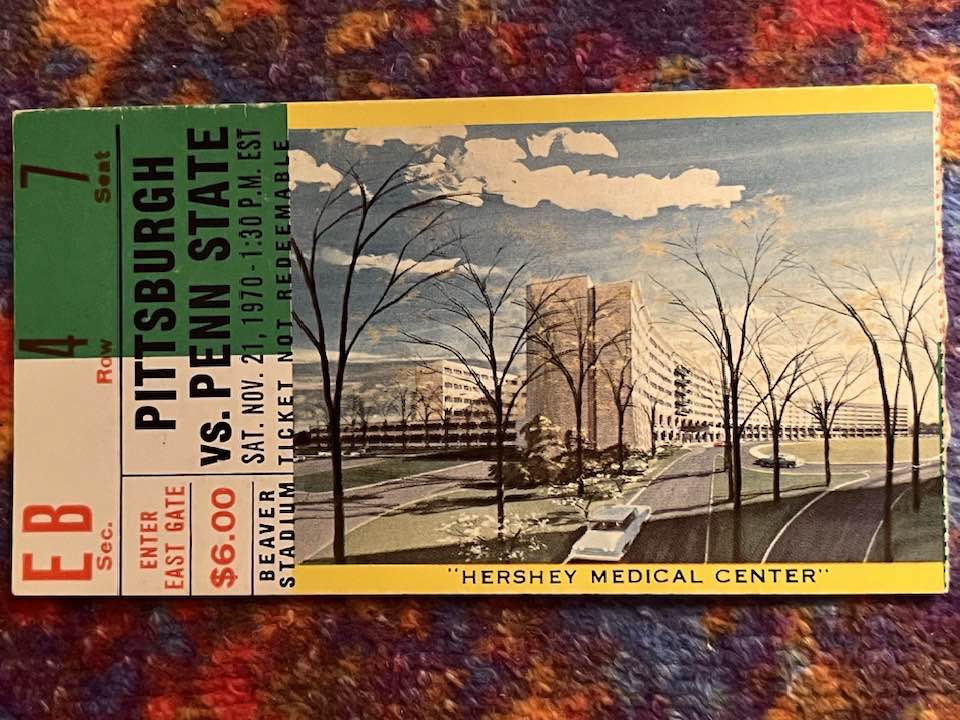 7
Seat
4
Row
EB
Sec.
PITTSBURGH
VS. PENN STATE
SAT. NOV. 21, 1970 - 1:30 P.M. EST
ENTER
EAST GATE
$6.00
BEAVER
STADIUM TICKET NOT REDEEMABLE
"HERSHEY MEDICAL CENTER"